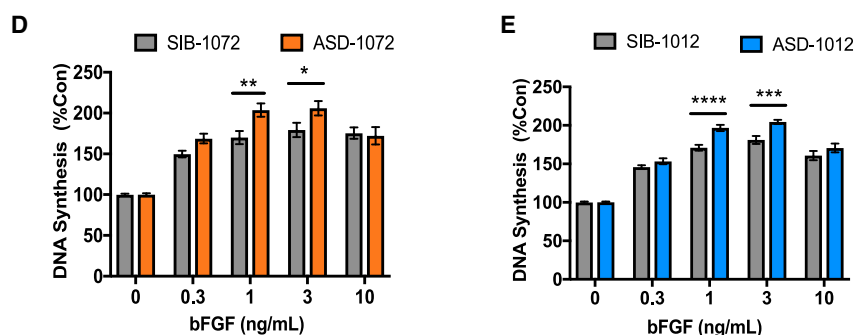 D
SIB-1072 ASD-1072
DNA Synthesis (%Con)
250
200
150
100
50
0
** *
0 0.3 1 3 10
bFGF (ng/mL)
E
SIB-1012 ASD-1012
DNA Synthesis (%Con)
250
200
150
100
50
0
**** ***
0 0.3 1 3 10
bFGF (ng/mL)